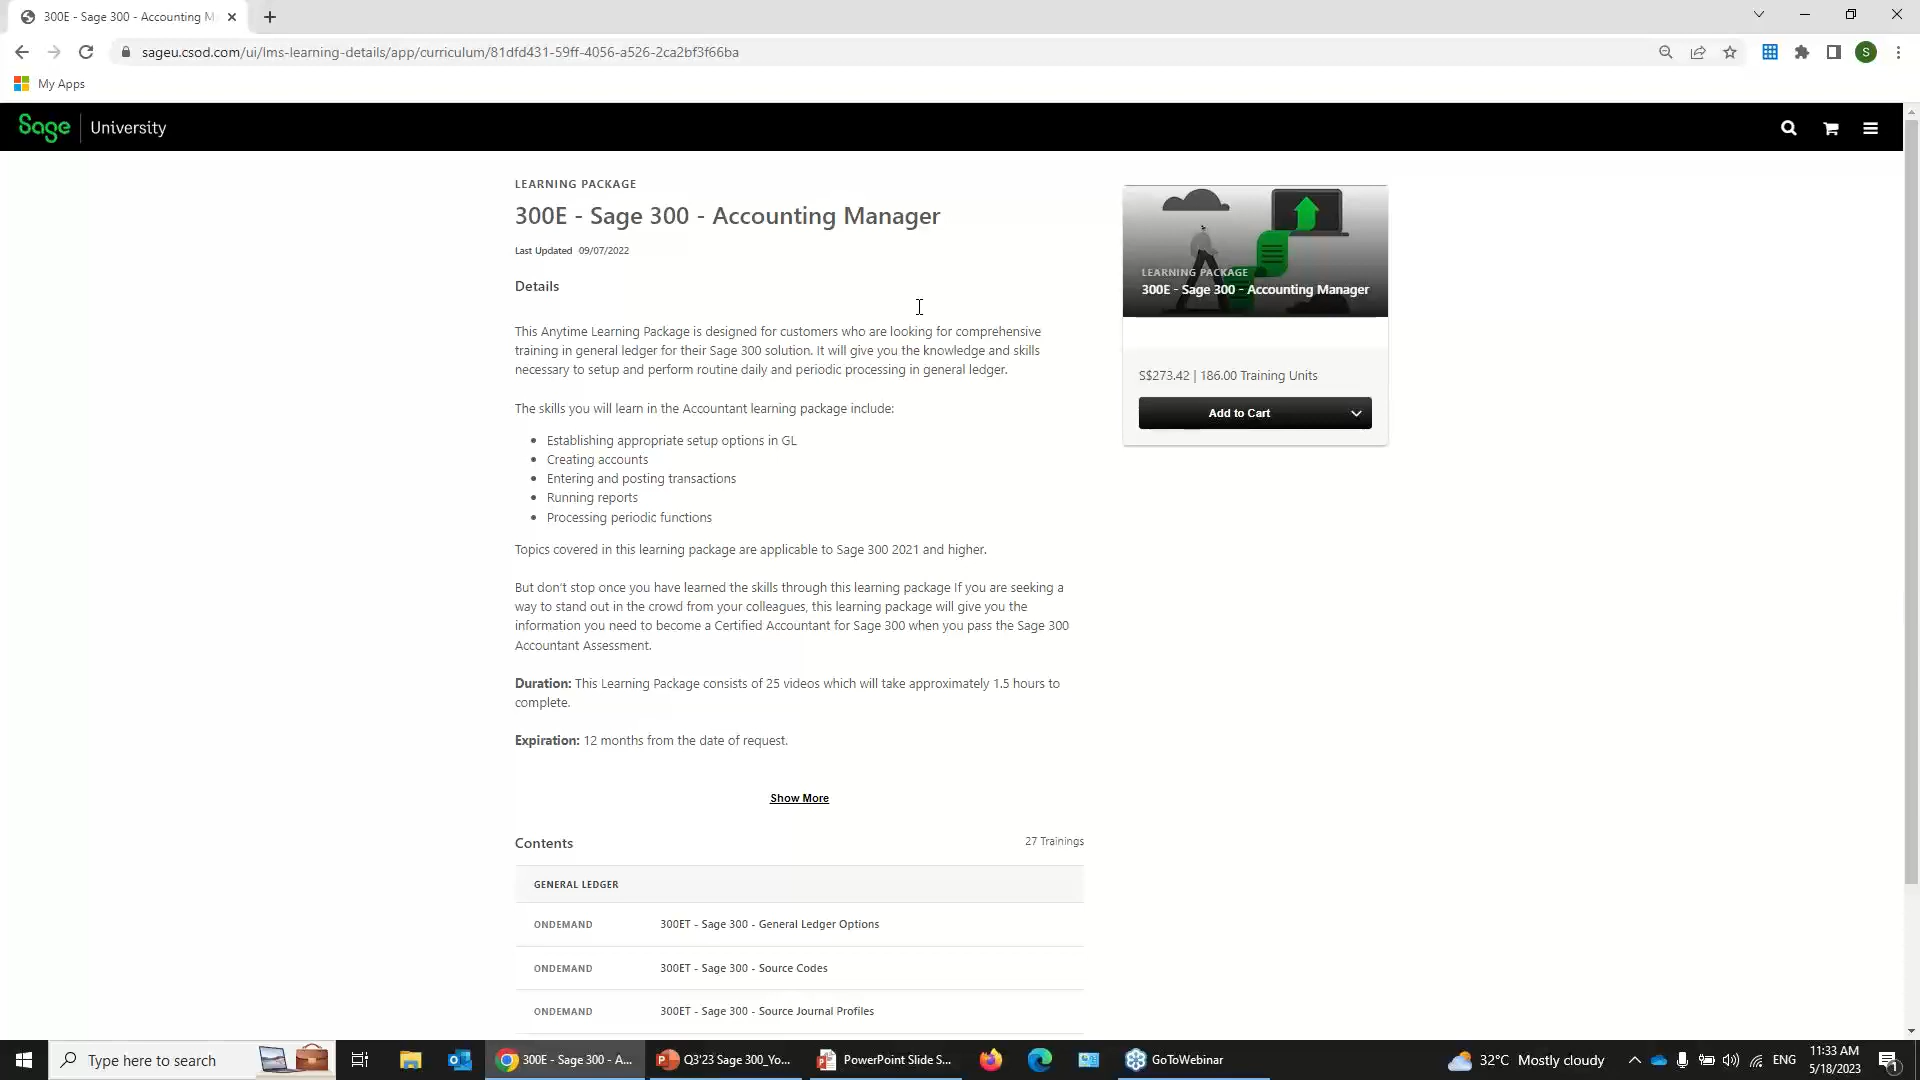 300E - Sage 300 - Accounting M
sageu.csod.com/ui/lms-learning-details/app/curriculum/81dfd431-59ff-4056-a526-2ca2bf3f66ba
S
My Apps
Sage University
LEARNING PACKAGE
300E - Sage 300 - Accounting Manager
Last Updated 09/07/2022
Details
This Anytime Learning Package is designed for customers who are looking for comprehensive
training in general ledger for their Sage 300 solution. It will give you the knowledge and skills
necessary to setup and perform routine daily and periodic processing in general ledger.
The skills you will learn in the Accountant learning package include:
Establishing appropriate setup options in GL
Creating accounts
Entering and posting transactions
Running reports
Processing periodic functions
Topics covered in this learning package are applicable to Sage 300 2021 and higher.
But don't stop once you have learned the skills through this learning package If you are seeking a
way to stand out in the crowd from your colleagues, this learning package will give you the
information you need to become a Certified Accountant for Sage 300 when you pass the Sage 300
Accountant Assessment.
Duration: This Learning Package consists of 25 videos which will take approximately 1.5 hours to
complete.
Expiration: 12 months from the date of request.
Show More
LEARNING PACKAGE
300E - Sage 300 - Accounting Manager
S$273.42 | 186.00 Training Units
Add to Cart
Contents
27 Trainings
GENERAL LEDGER
ONDEMAND 300ET - Sage 300 - General Ledger Options
ONDEMAND 300ET - Sage 300 - Source Codes
ONDEMAND 300ET - Sage 300 - Source Journal Profiles
Type here to search
300E - Sage 300 - A...
Q3'23 Sage 300_Yo...
PowerPoint Slide S...
GoToWebinar
32°C Mostly cloudy
ENG
11:33 AM
5/18/2023
1